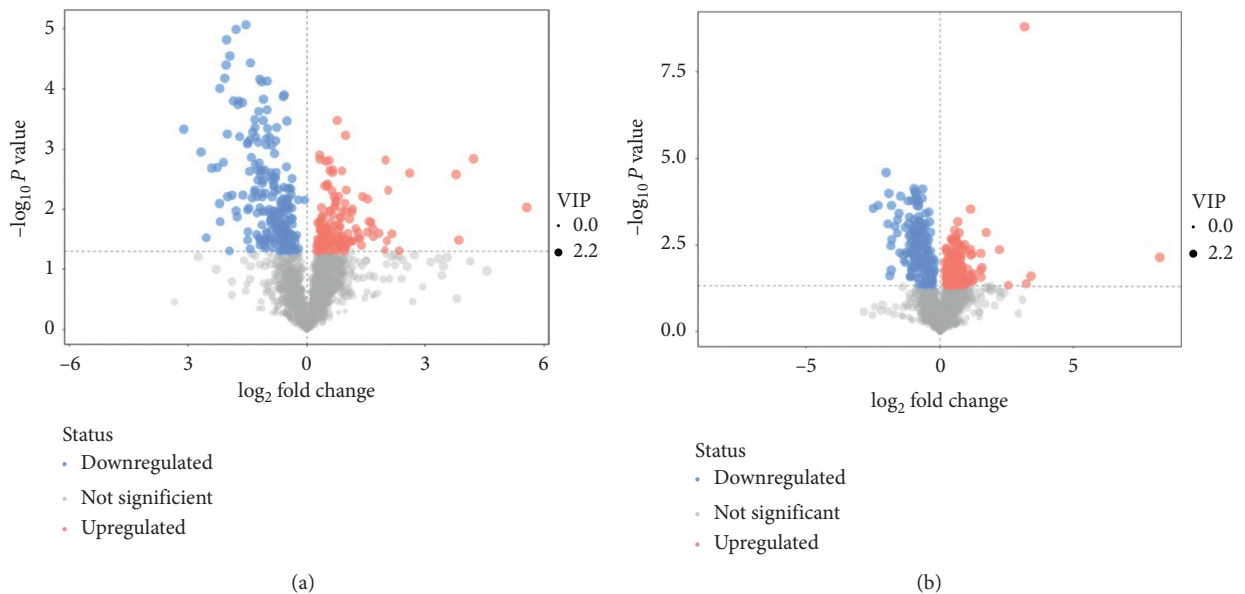 5
4
3
2
1
0
−log₁₀ P value
−6
3
0
3
6
log₂ fold change
VIP
0.0
2.2
Status
Downregulated
Not significient
Upregulated
(a)
7.5
5.0
2.5
0.0
−log₁₀ P value
−5
0
5
log₂ fold change
VIP
0.0
2.2
Status
Downregulated
Not significant
Upregulated
(b)